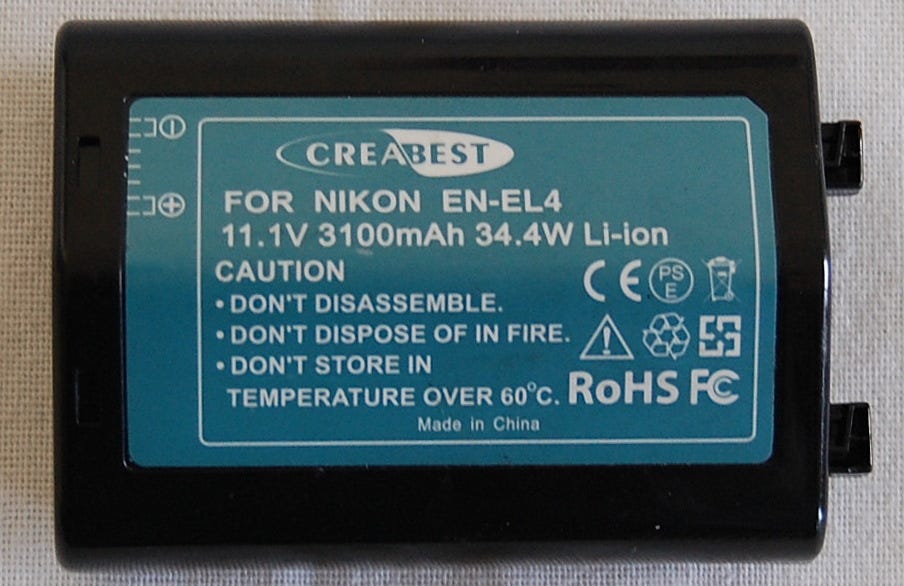 CREABEST
FOR NIKON EN-EL4
11.1V 3100mAh 34.4W Li-ion
CAUTION
•DON'T DISASSEMBLE.
•DON'T DISPOSE OF IN FIRE.
•DON'T STORE IN
TEMPERATURE OVER 60°C.
CE PS E
RoHS FC
Made in China